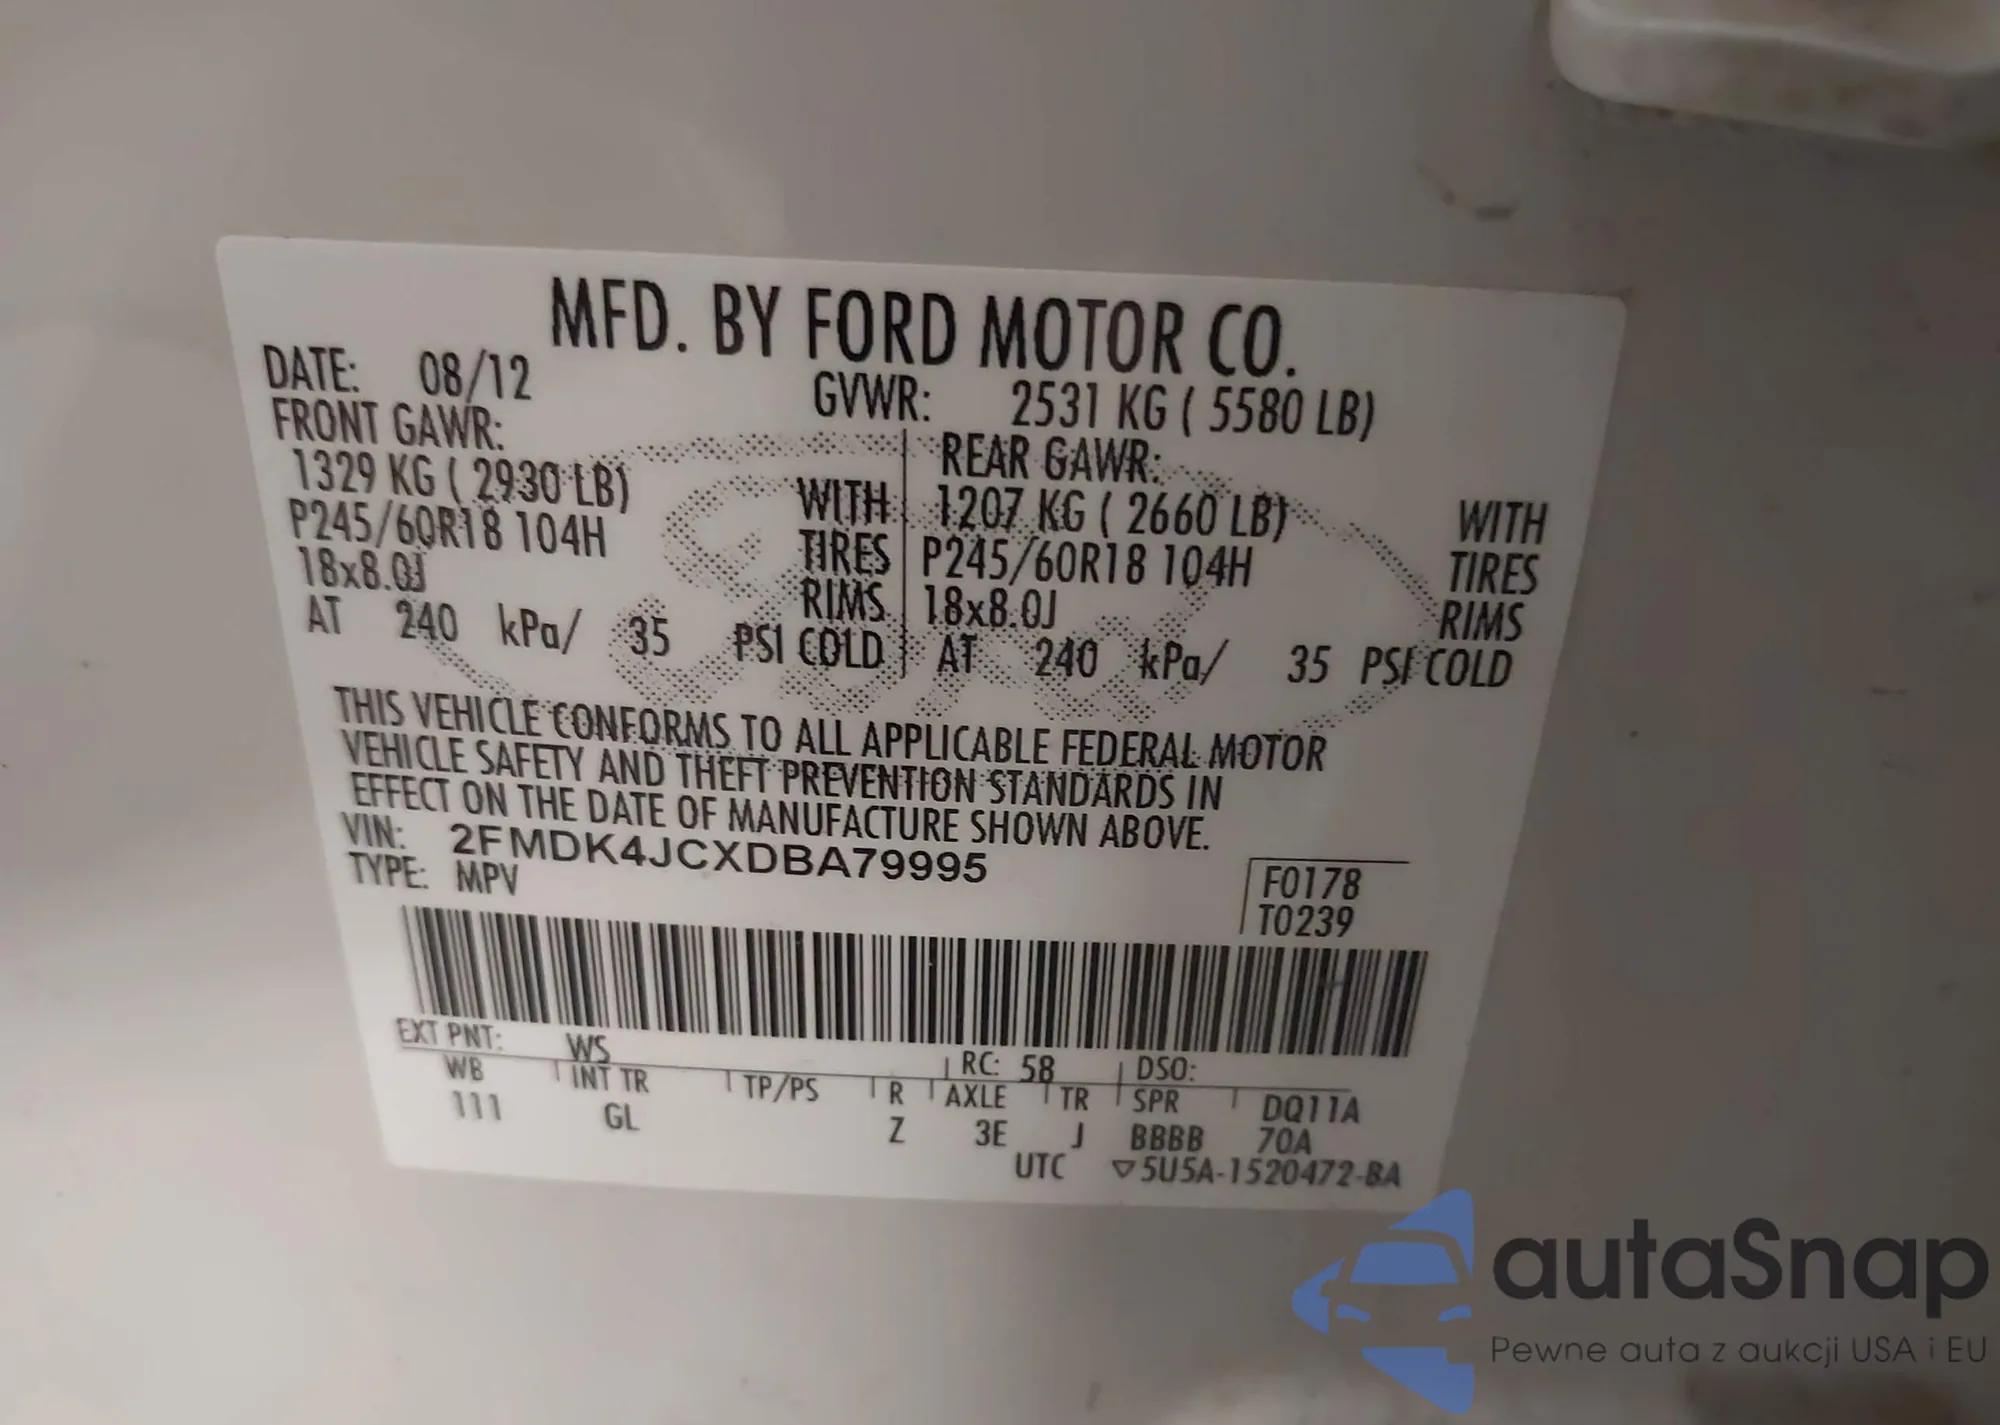 MFD. BY FORD MOTOR CO.
DATE: 08/12 GVWR: 2531 KG ( 5580 LB)
FRONT GAWR: REAR GAWR:
1329 KG ( 2930 LB) WITH 1207 KG ( 2660 LB) WITH
P245/60R18 104H TIRES P245/60R18 104H TIRES
18x8.0J RIMS 18x8.0J RIMS
AT 240 kPa/ 35 PSI COLD AT 240 kPa/ 35 PSI COLD
THIS VEHICLE CONFORMS TO ALL APPLICABLE FEDERAL MOTOR
VEHICLE SAFETY AND THEFT PREVENTION STANDARDS IN
EFFECT ON THE DATE OF MANUFACTURE SHOWN ABOVE.
VIN: 2FMDK4JCXDBA79995
TYPE: MPV
F0178
T0239
EXT PNT: WS RC: 58 DSO:
WB INT TR TP/PS R AXLE TR SPR DQ11A
111 GL Z 3E J BBBB 70A
UTC ▽5U5A-1520472-BA
autaSnap
Pewne auta z aukcji USA i EU